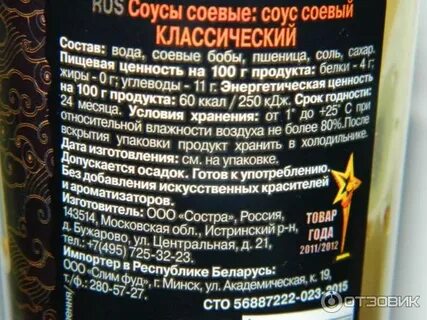 RUS Соусы соевые: соус соевый
КЛАССИЧЕСКИЙ
Состав: вода, соевые бобы, пшеница, соль, сахар.
Пищевая ценность на 100 г продукта: белки - 4 г;
жиры - 0 г; углеводы - 11 г. Энергетическая ценность
на 100 г продукта: 60 ккал / 250 кДж. Срок годности:
24 месяца. Условия хранения: от 1° до +25° С при
относительной влажности воздуха не более 80%. После
вскрытия упаковки продукт хранить в холодильнике.
Дата изготовления: см. на упаковке.
Допускается осадок. Готов к употреблению.
Без добавления искусственных красителей
и ароматизаторов.
Изготовитель: ООО «Состра», Россия,
143514, Московская обл., Истринский р-н,
д. Бужарово, ул. Центральная, д. 21,
тел.: +7(495) 725-32-23.
Импортер в Республике Беларусь:
ООО «Слим фуд», г. Минск, ул. Академическая, к. 19,
т./ф.: 280-57-27.
СТО 56887222-023-2015
ТОВАР
ГОДА
2011/2012
ОТЗОВИК